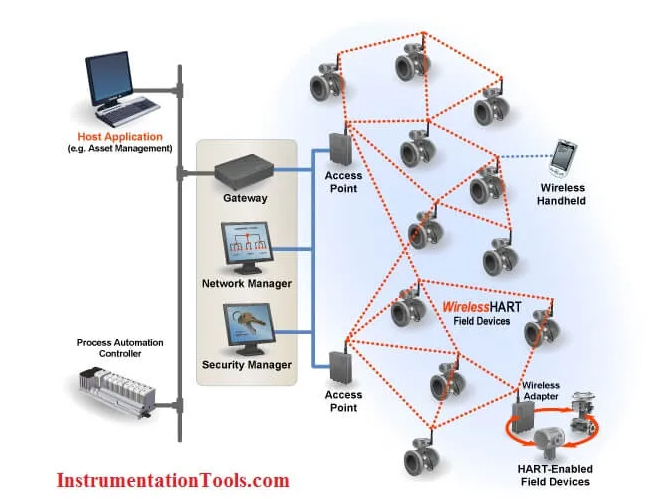 Host Application
(e.g. Asset Management)
Gateway
Network Manager
Security Manager
Process Automation
Controller
Access
Point
Access
Point
Wireless
Handheld
WirelessHART
Field Devices
Wireless
Adapter
HART-Enabled
Field Devices
InstrumentationTools.com